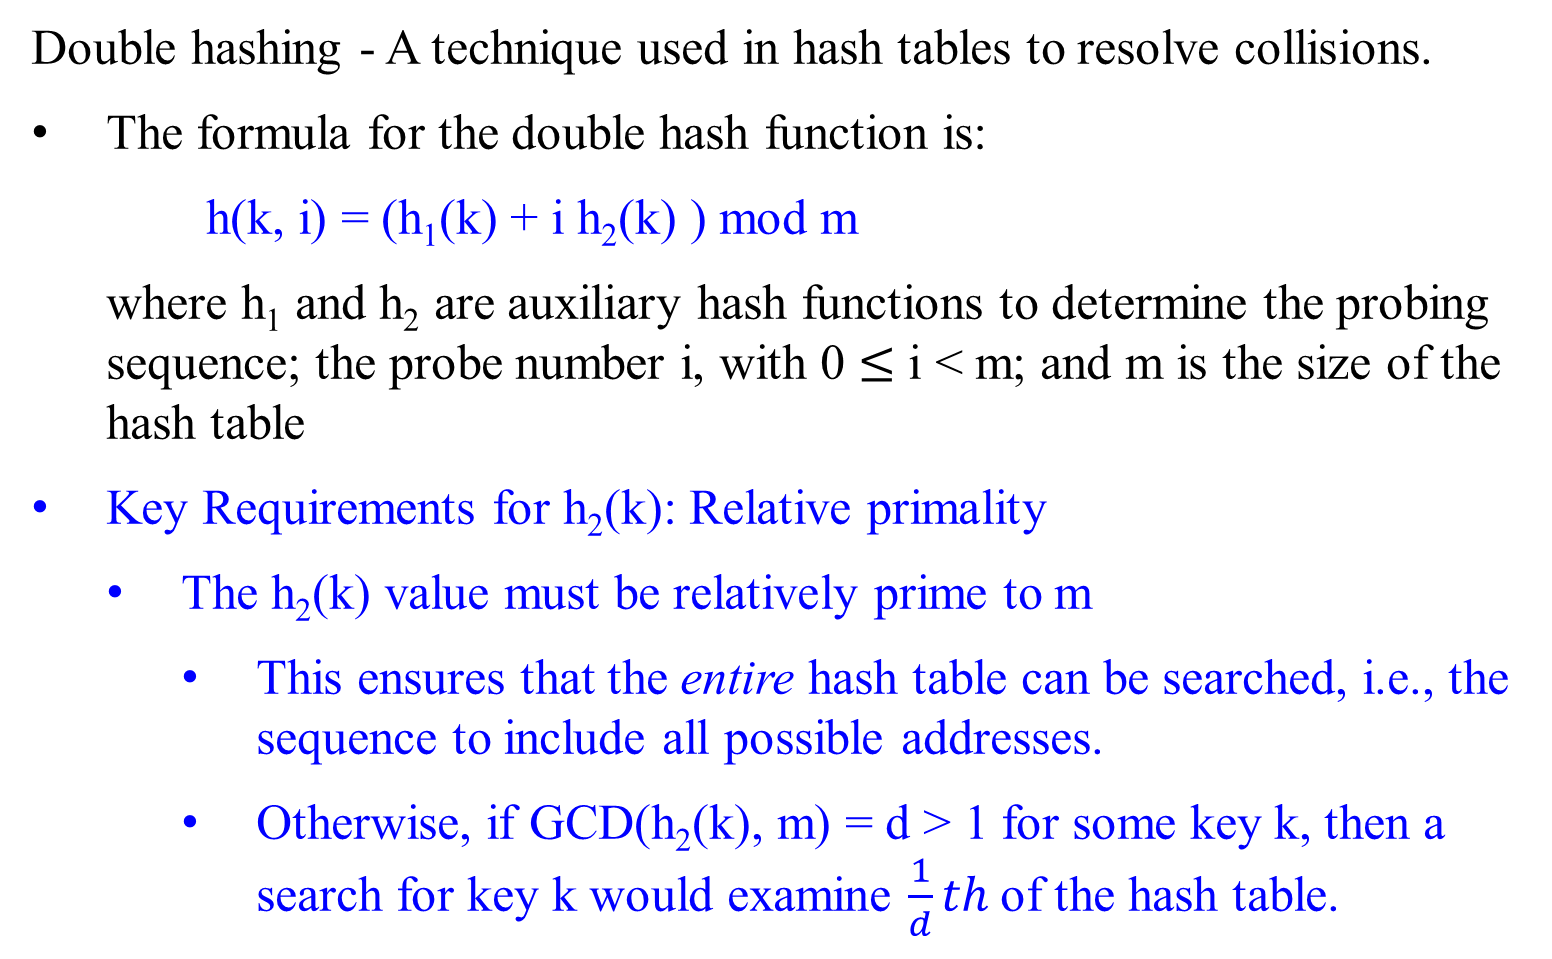 Double hashing - A technique used in hash tables to resolve collisions.
• The formula for the double hash function is:
h(k, i) = (h₁(k) + i h₂(k) ) mod m
where h₁ and h₂ are auxiliary hash functions to determine the probing
sequence; the probe number i, with 0 ≤ i < m; and m is the size of the
hash table
• Key Requirements for h₂(k): Relative primality
• The h₂(k) value must be relatively prime to m
• This ensures that the entire hash table can be searched, i.e., the
sequence to include all possible addresses.
• Otherwise, if GCD(h₂(k), m) = d > 1 for some key k, then a
search for key k would examine 1/d th of the hash table.